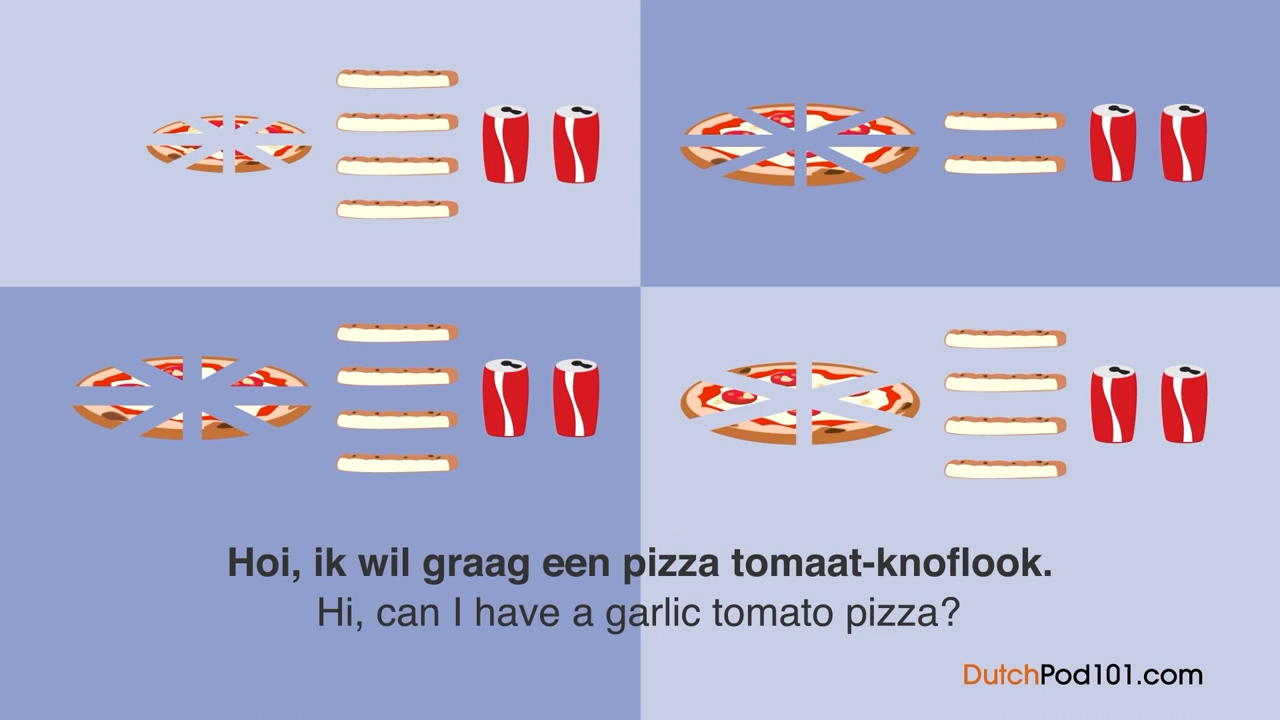 Hoi, ik wil graag een pizza tomaat-knoflook.
Hi, can I have a garlic tomato pizza?
DutchPod101.com